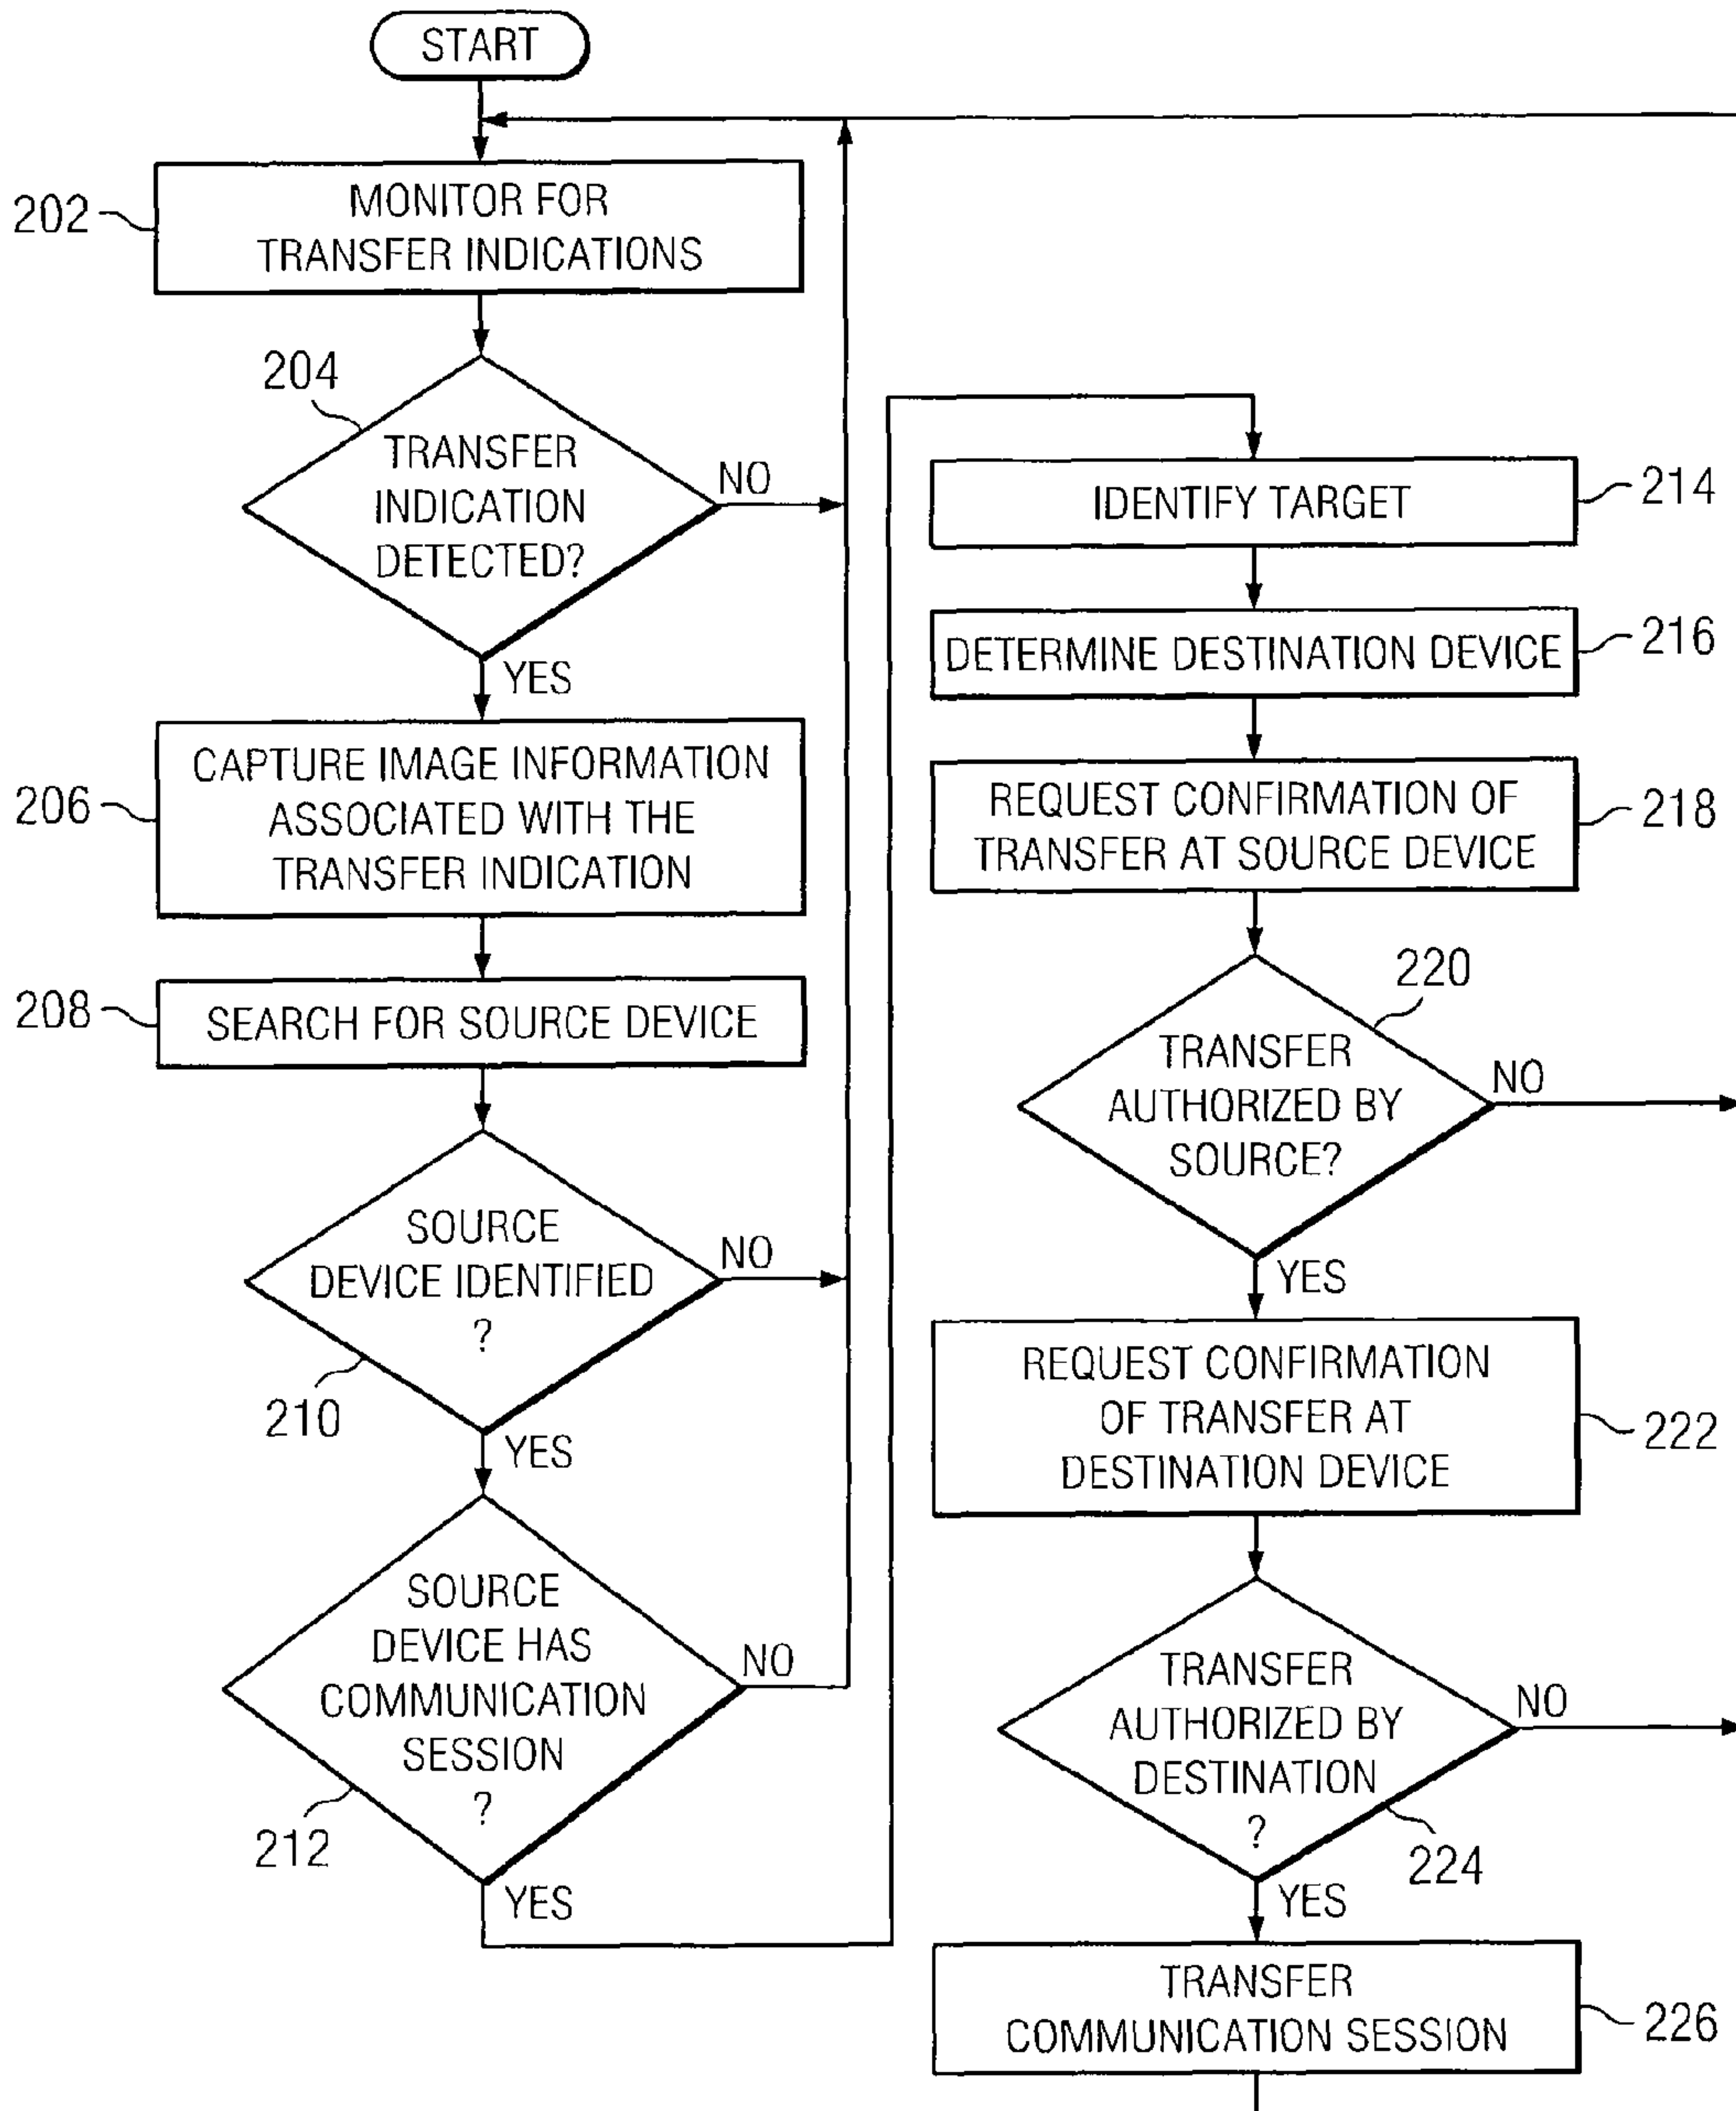 START
202
MONITOR FOR
TRANSFER INDICATIONS
204
TRANSFER
INDICATION
DETECTED?
NO
YES
206
CAPTURE IMAGE INFORMATION
ASSOCIATED WITH THE
TRANSFER INDICATION
208
SEARCH FOR SOURCE DEVICE
SOURCE
DEVICE IDENTIFIED
?
NO
210
YES
SOURCE
DEVICE HAS
COMMUNICATION
SESSION
?
NO
212
YES
IDENTIFY TARGET
214
DETERMINE DESTINATION DEVICE
216
REQUEST CONFIRMATION OF
TRANSFER AT SOURCE DEVICE
218
220
TRANSFER
AUTHORIZED BY
SOURCE?
NO
YES
REQUEST CONFIRMATION
OF TRANSFER AT
DESTINATION DEVICE
222
TRANSFER
AUTHORIZED BY
DESTINATION
?
NO
224
YES
TRANSFER
COMMUNICATION SESSION
226